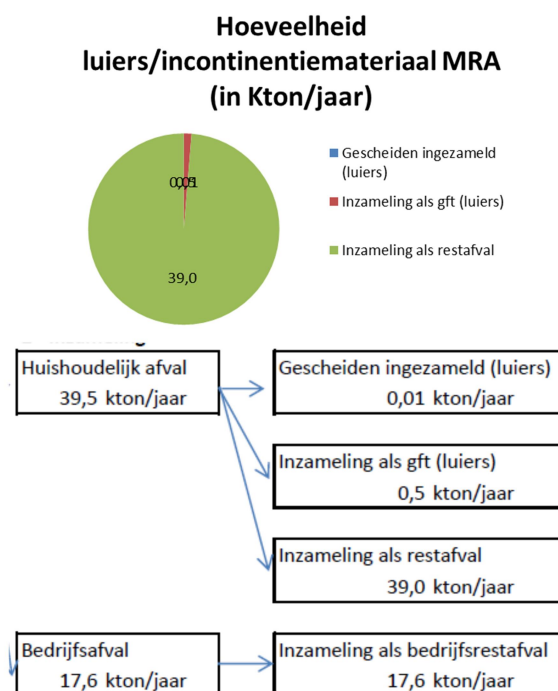 Hoeveelheid
luiers/incontinentiemateriaal MRA
(in Kton/jaar)
39,0
Gescheiden ingezameld
(luiers)
Inzameling als gft (luiers)
Inzameling als restafval
Huishoudelijk afval
39,5 kton/jaar
Gescheiden ingezameld (luiers)
0,01 kton/jaar
Inzameling als gft (luiers)
0,5 kton/jaar
Inzameling als restafval
39,0 kton/jaar
Bedrijfsafval
17,6 kton/jaar
Inzameling als bedrijfsrestafval
17,6 kton/jaar